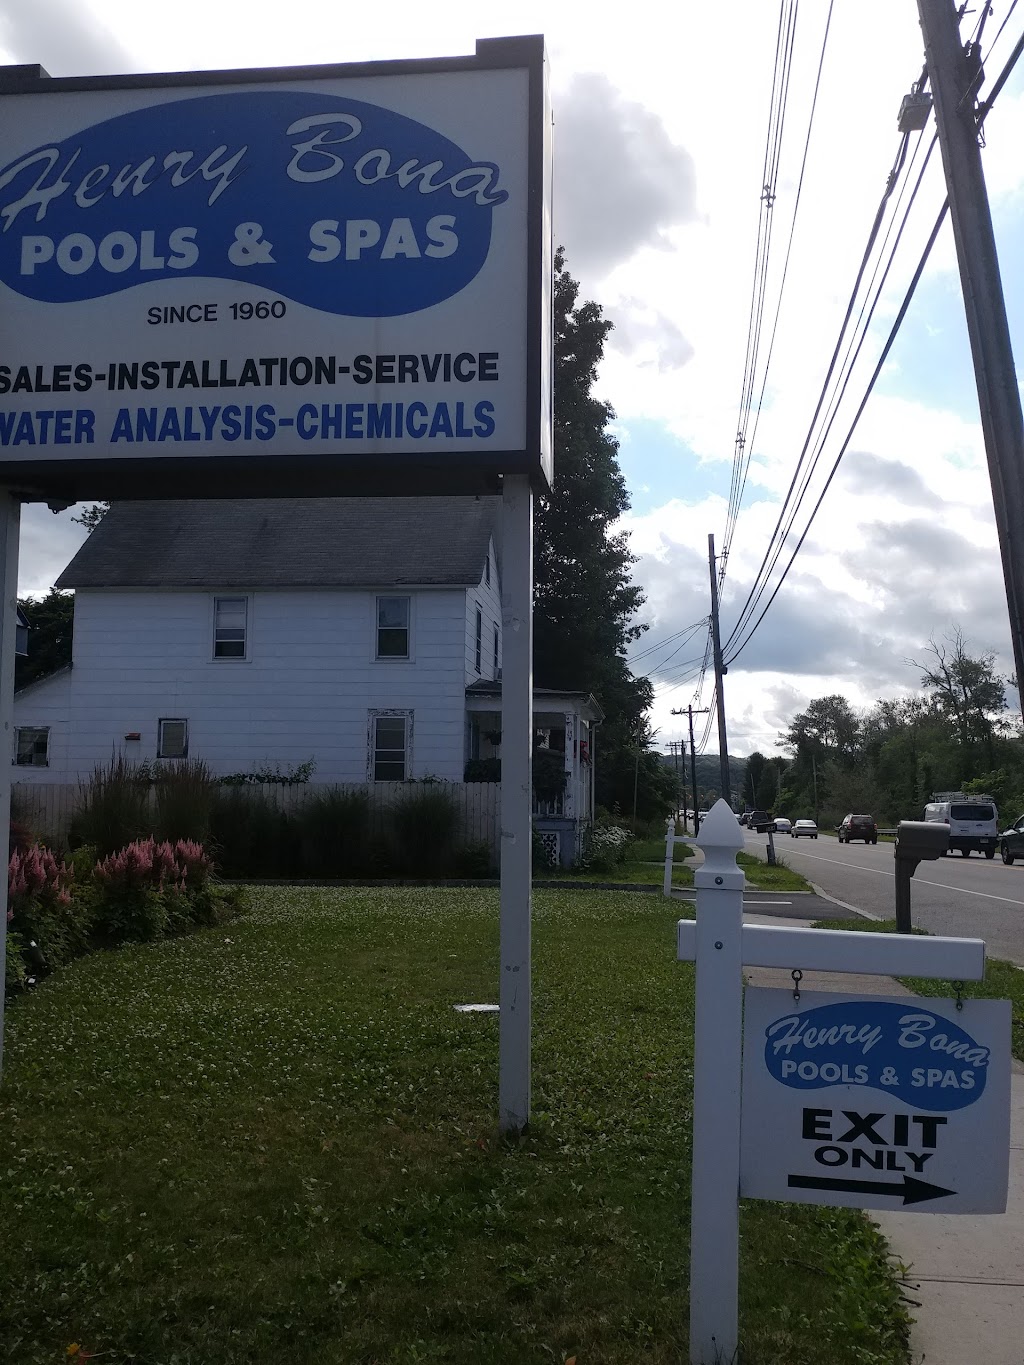 Henry Bona
POOLS & SPAS
SINCE 1960
SALES-INSTALLATION-SERVICE
WATER ANALYSIS-CHEMICALS
Henry Bona
POOLS & SPAS
EXIT
ONLY